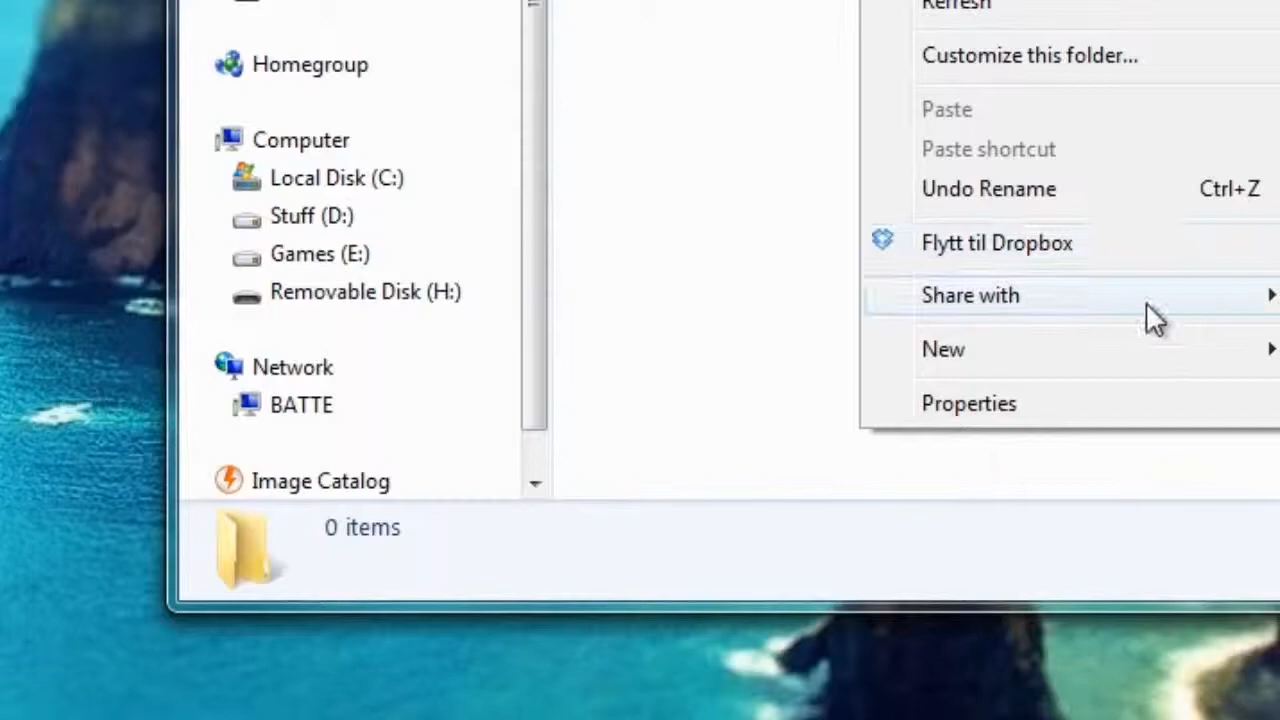 Homegroup
Computer
Local Disk (C:)
Stuff (D:)
Games (E:)
Removable Disk (H:)
Network
BATTE
Image Catalog
0 items
Refresh
Customize this folder...
Paste
Paste shortcut
Undo Rename Ctrl+Z
Flytt til Dropbox
Share with
New
Properties